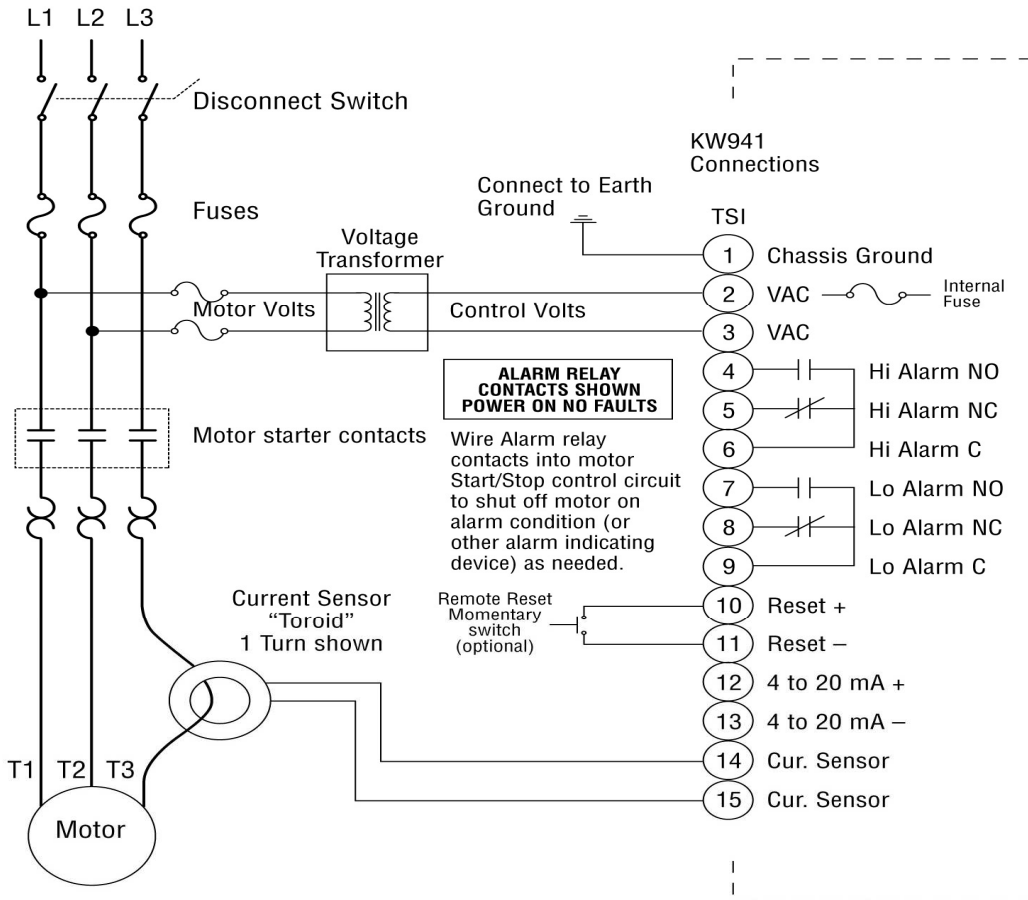 L1 L2 L3
Disconnect Switch
KW941
Connections
Connect to Earth
Ground
Fuses
TSI
Voltage
Transformer
1 Chassis Ground
Motor Volts
Control Volts
2 VAC
Internal
Fuse
3 VAC
ALARM RELAY
CONTACTS SHOWN
POWER ON NO FAULTS
4 Hi Alarm NO
5 Hi Alarm NC
6 Hi Alarm C
Motor starter contacts
Wire Alarm relay
contacts into motor
Start/Stop control circuit
to shut off motor on
alarm condition (or
other alarm indicating
device) as needed.
7 Lo Alarm NO
8 Lo Alarm NC
9 Lo Alarm C
Current Sensor
“Toroid”
1 Turn shown
Remote Reset
Momentary
switch
(optional)
10 Reset +
11 Reset –
12 4 to 20 mA +
13 4 to 20 mA –
14 Cur. Sensor
15 Cur. Sensor
T1 T2 T3
Motor